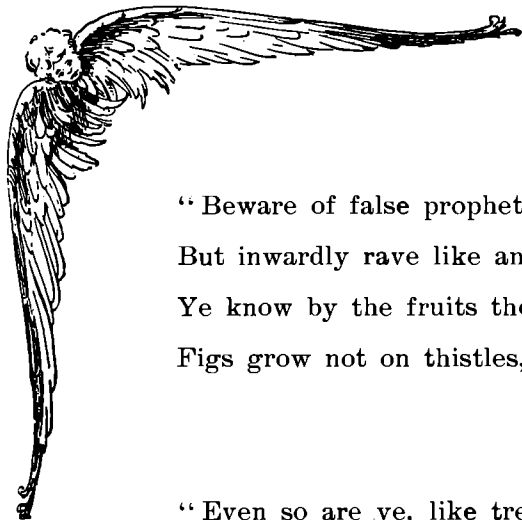 “ Beware of false prophet
But inwardly rave like an
Ye know by the fruits the
Figs grow not on thistles,
“ Even so are ye, like tre